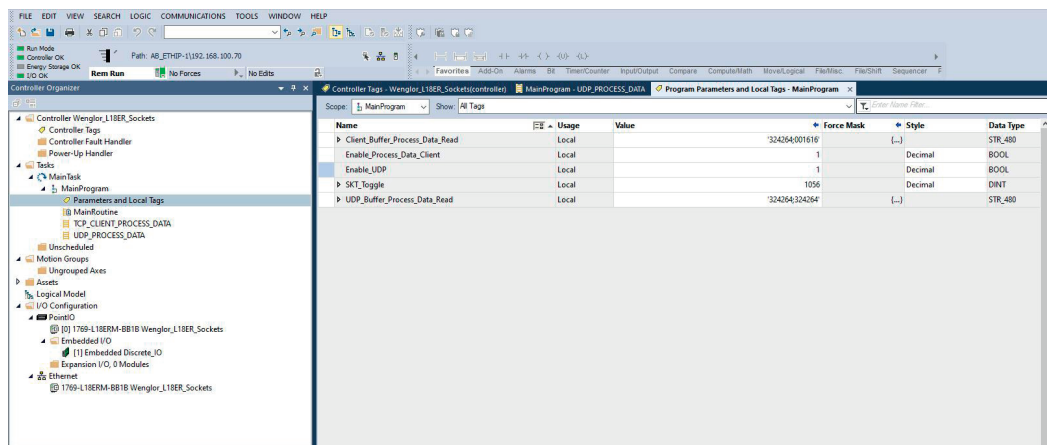 FILE EDIT VIEW SEARCH LOGIC COMMUNICATIONS TOOLS WINDOW HELP
Run Mode
Controller OK
Energy Storage OK
I/O OK
Path: AB_ETHIP-1\192.168.100.70
Rem Run No Forces No Edits
Favorites Add-On Alarms Bit Timer/Counter Input/Output Compare Compute/Math Move/Logical File/Misc. File/Shift Sequencer
Controller Organizer
Controller Tags - Wenglor_L18ER_Sockets(controller) MainProgram - UDP_PROCESS_DATA Program Parameters and Local Tags - MainProgram
Scope: MainProgram Show: All Tags Enter Name Filter...
Controller Wenglor_L18ER_Sockets
Controller Tags
Controller Fault Handler
Power-Up Handler
Tasks
MainTask
MainProgram
Parameters and Local Tags
MainRoutine
TCP_CLIENT_PROCESS_DATA
UDP_PROCESS_DATA
Unscheduled
Motion Groups
Ungrouped Axes
Assets
Logical Model
I/O Configuration
PointIO
[0] 1769-L18ERM-BB1B Wenglor_L18ER_Sockets
Embedded I/O
[1] Embedded Discrete_IO
Expansion I/O, 0 Modules
Ethernet
1769-L18ERM-BB1B Wenglor_L18ER_Sockets
Name Usage Value Force Mask Style Data Type
Client_Buffer_Process_Data_Read Local '324264;001616' {...} STR_480
Enable_Process_Data_Client Local 1 Decimal BOOL
Enable_UDP Local 1 Decimal BOOL
SKT_Toggle Local 1056 Decimal DINT
UDP_Buffer_Process_Data_Read Local '324264;324264' {...} STR_480